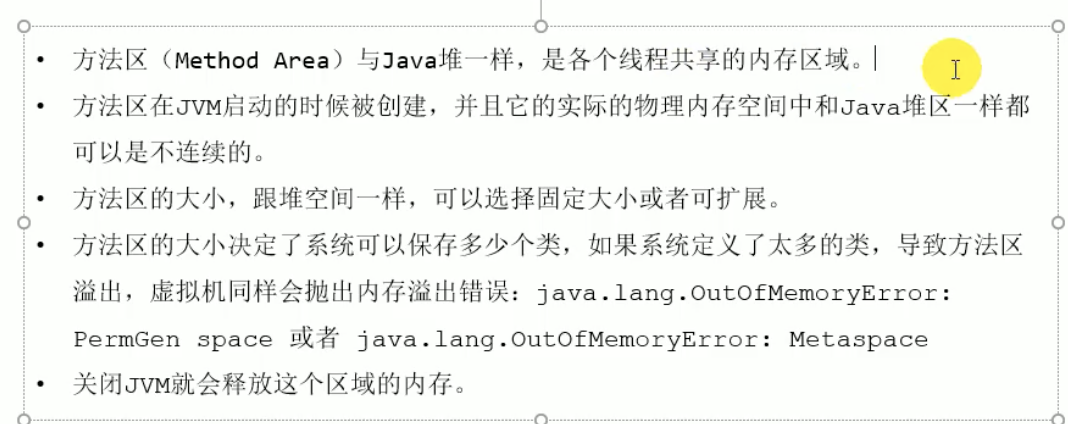 • 方法区（Method Area）与Java堆一样，是各个线程共享的内存区域。
• 方法区在JVM启动的时候被创建，并且它的实际的物理内存空间中和Java堆区一样都
可以是不连续的。
• 方法区的大小，跟堆空间一样，可以选择固定大小或者可扩展。
• 方法区的大小决定了系统可以保存多少个类，如果系统定义了太多的类，导致方法区
溢出，虚拟机同样会抛出内存溢出错误：java.lang.OutOfMemoryError:
PermGen space 或者 java.lang.OutOfMemoryError: Metaspace
• 关闭JVM就会释放这个区域的内存。